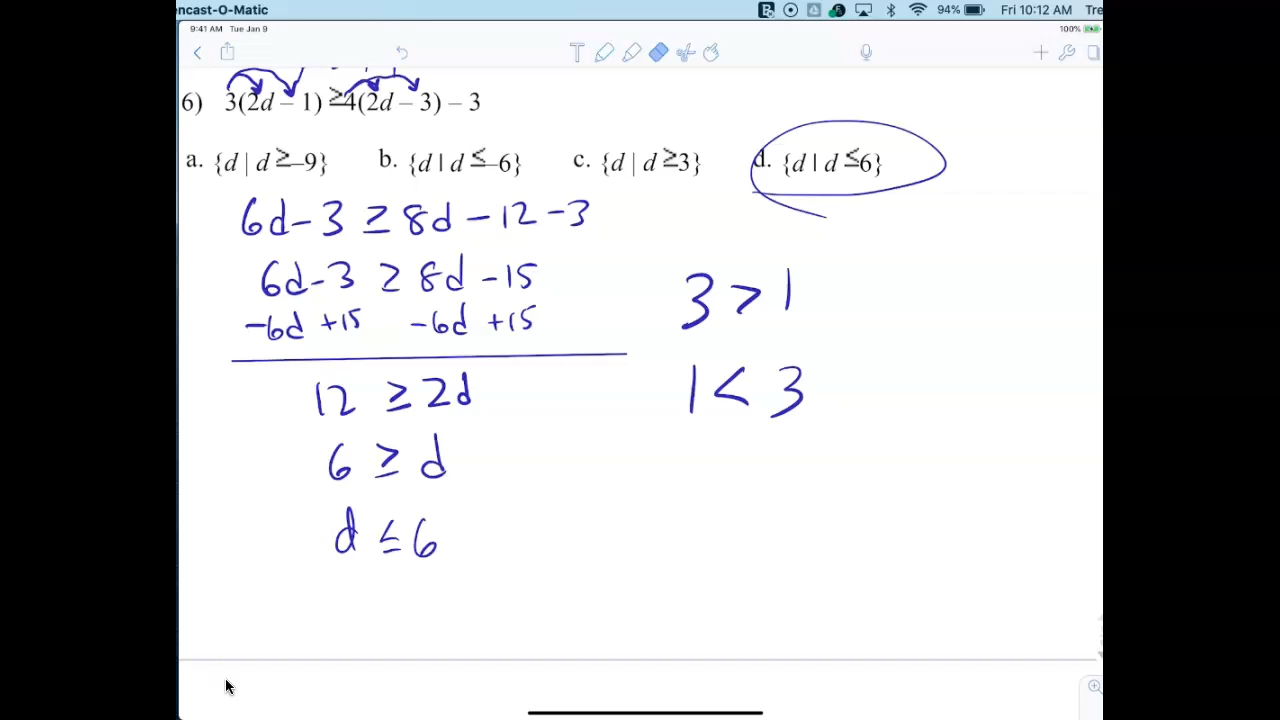 encast-O-Matic 94% Fri 10:12 AM Tre
9:41 AM Tue Jan 9 100%
6) 3(2d – 1) ≥ 4(2d – 3) – 3
a. {d | d ≥ –9} b. {d | d ≤ –6} c. {d | d ≥ 3} d. {d | d ≤ 6}
6d – 3 ≥ 8d – 12 – 3
6d – 3 ≥ 8d – 15
–6d +15 –6d +15
12 ≥ 2d
6 ≥ d
d ≤ 6
3 > 1
1 < 3